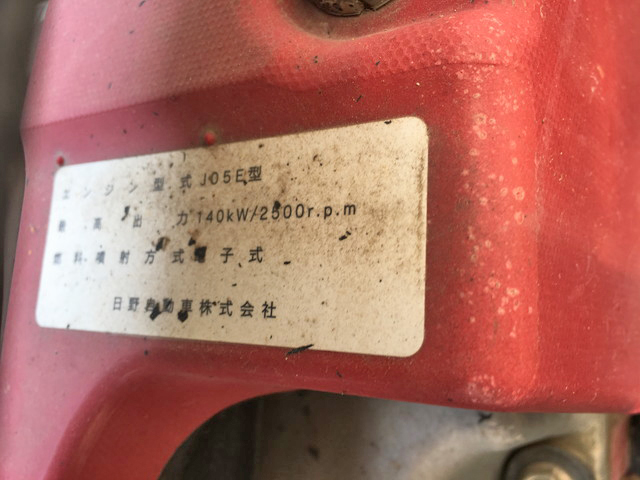 エンジン型式J05E型
最高出力140kW/2500r.p.m
燃料噴射方式電子式
日野自動車株式会社